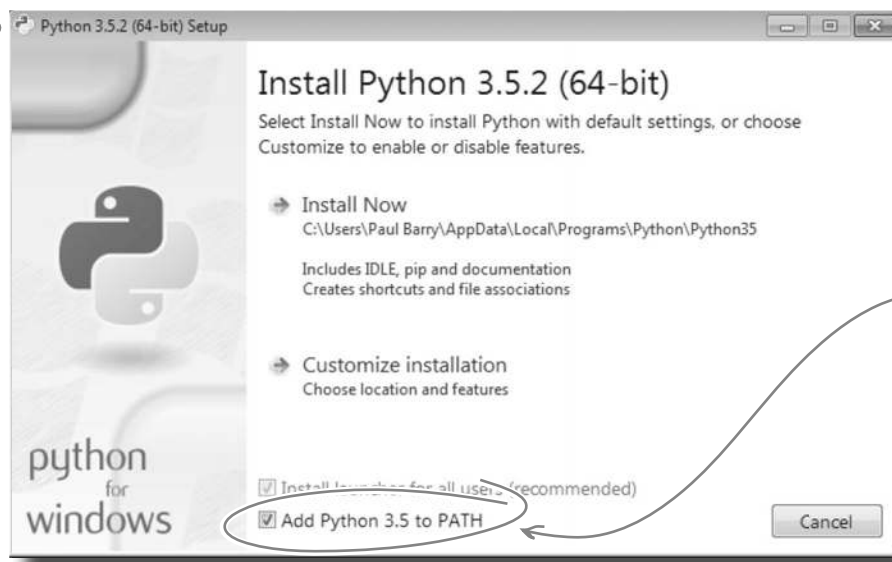 Python 3.5.2 (64-bit) Setup
Install Python 3.5.2 (64-bit)
Select Install Now to install Python with default settings, or choose
Customize to enable or disable features.
Install Now
C:\Users\Paul Barry\AppData\Local\Programs\Python\Python35
Includes IDLE, pip and documentation
Creates shortcuts and file associations
Customize installation
Choose location and features
Install launcher for all users (recommended)
Add Python 3.5 to PATH
python
for
windows
Cancel